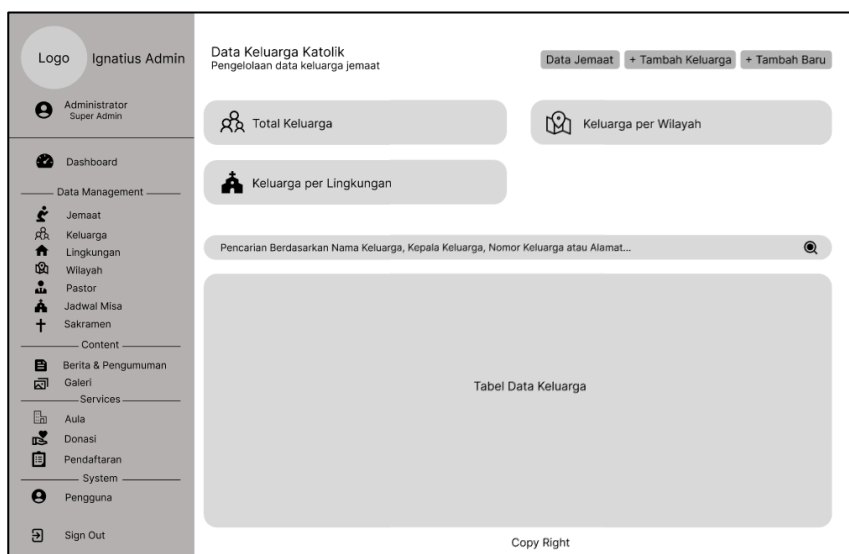 Logo
Ignatius Admin
Administrator
Super Admin
Dashboard
Data Management
Jemaat
Keluarga
Lingkungan
Wilayah
Pastor
Jadwal Misa
Sakramen
Content
Berita & Pengumuman
Galeri
Services
Aula
Donasi
Pendaftaran
System
Pengguna
Sign Out
Data Keluarga Katolik
Pengelolaan data keluarga jemaat
Data Jemaat
+ Tambah Keluarga
+ Tambah Baru
Total Keluarga
Keluarga per Wilayah
Keluarga per Lingkungan
Pencarian Berdasarkan Nama Keluarga, Kepala Keluarga, Nomor Keluarga atau Alamat...
Tabel Data Keluarga
Copy Right